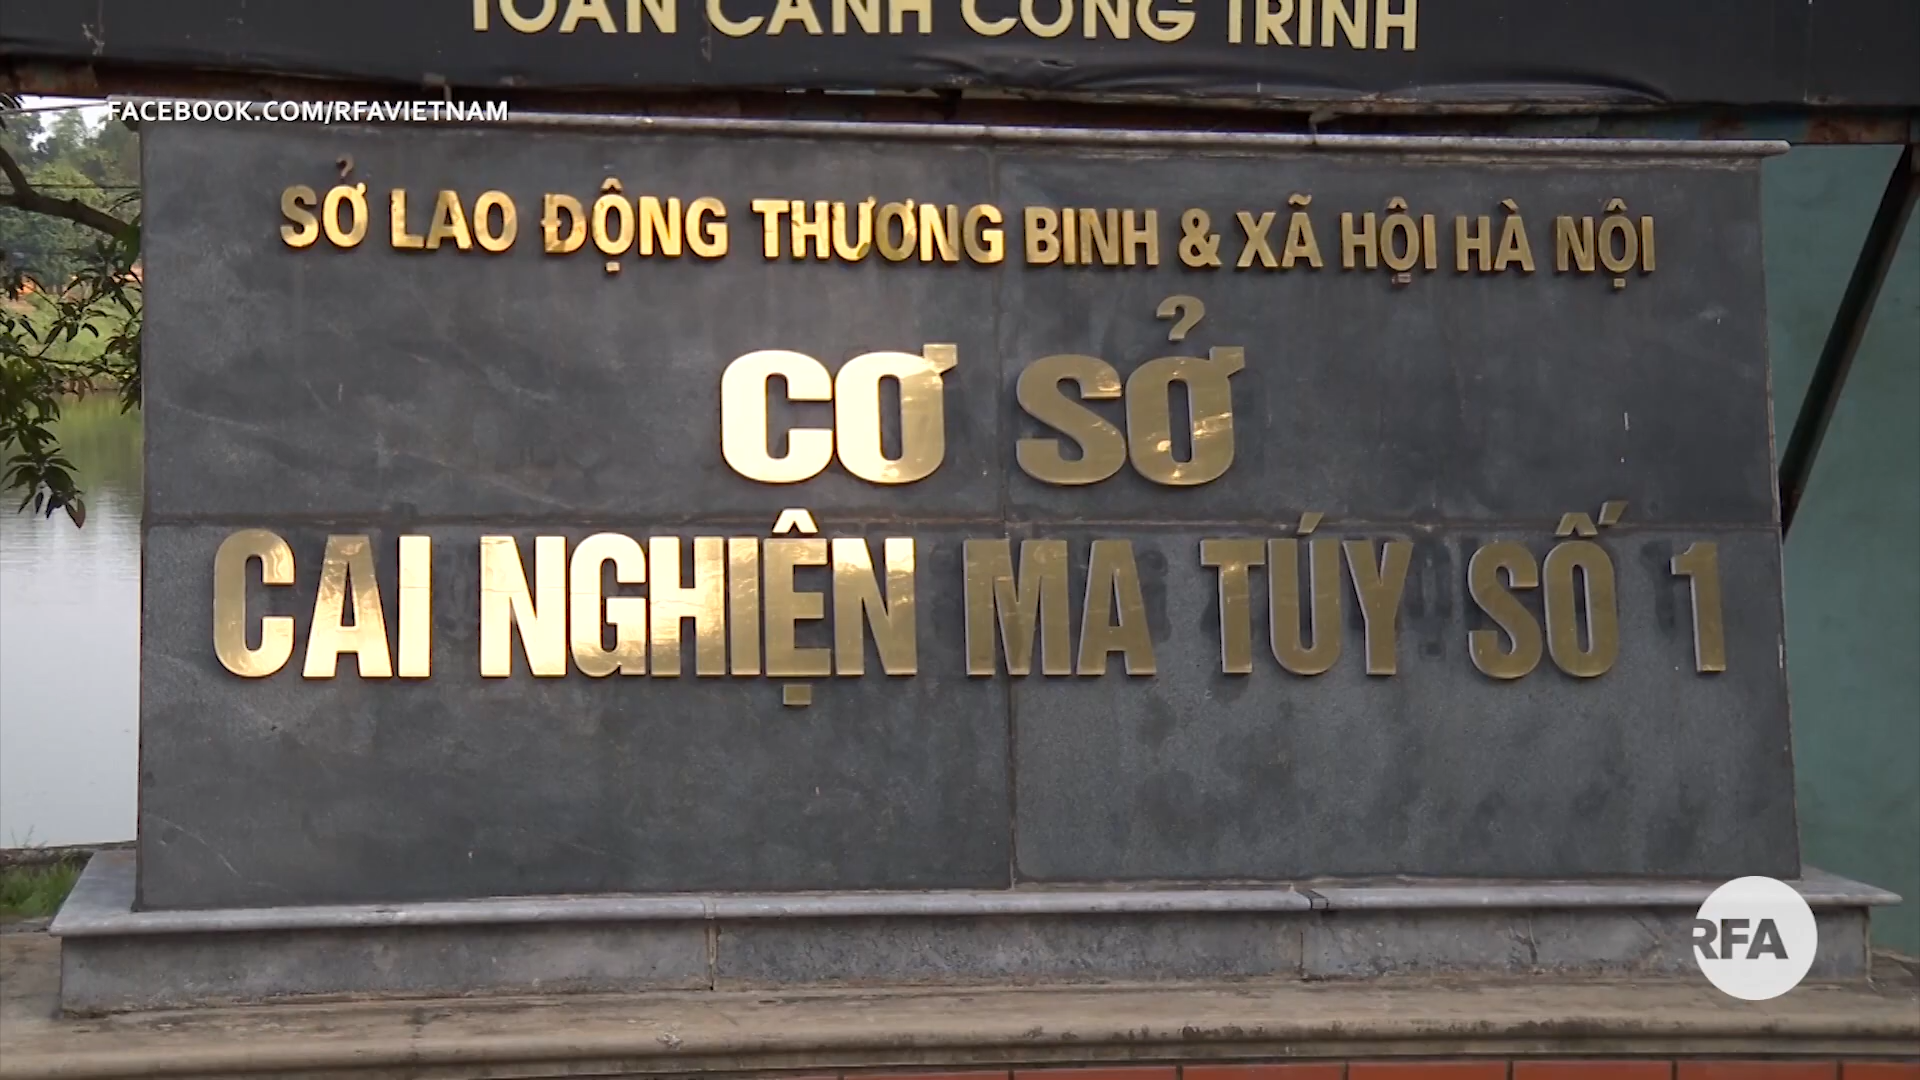 TOÀN CẢNH CÔNG TRÌNH
FACEBOOK.COM/RFAVIETNAM
SỞ LAO ĐỘNG THƯƠNG BINH & XÃ HỘI HÀ NỘI
CƠ SỞ
CAI NGHIỆN MA TÚY SỐ 1
RFA